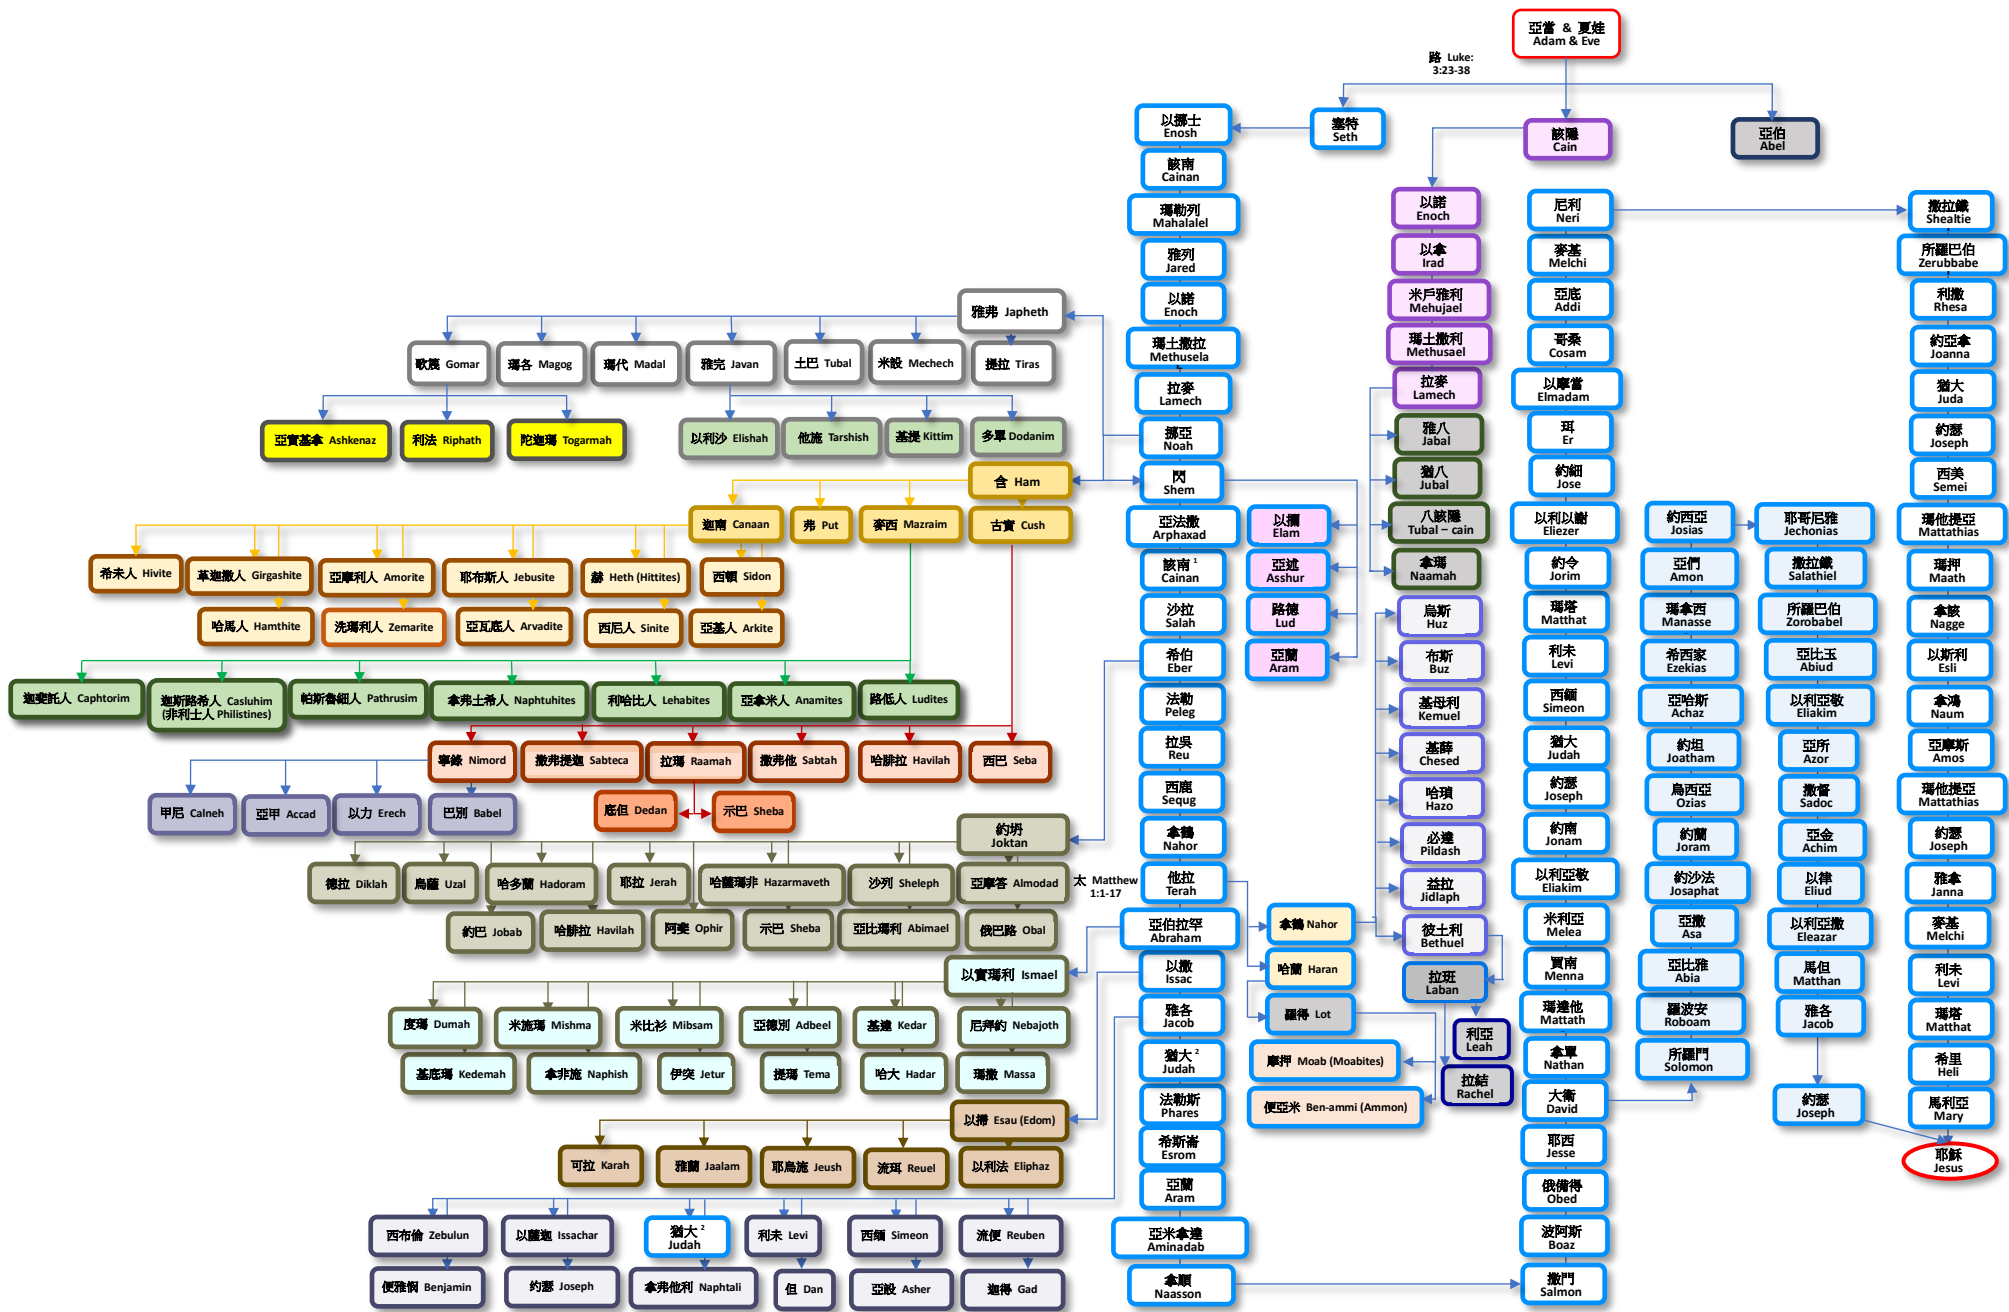 亞當 & 夏娃
Adam & Eve
路 Luke:
3:23-38
塞特
Seth
該隱
Cain
亞伯
Abel
以挪士
Enosh
該南
Cainan
瑪勒列
Mahalalel
雅列
Jared
以諾
Enoch
瑪土撒拉
Methusela
拉麥
Lamech
挪亞
Noah
閃
Shem
亞法撒
Arphaxad
該南 1
Cainan
沙拉
Salah
希伯
Eber
法勒
Peleg
拉吳
Reu
西鹿
Sequg
拿鶴
Nahor
他拉
Terah
太 Matthew
1:1-17
亞伯拉罕
Abraham
以撒
Issac
雅各
Jacob
猶大 2
Judah
法勒斯
Phares
希斯崙
Esrom
亞蘭
Aram
亞米拿達
Aminadab
拿順
Naasson
以諾
Enoch
以拿
Irad
米戶雅利
Mehujael
瑪土撒利
Methusael
拉麥
Lamech
雅八
Jabal
猶八
Jubal
八該隱
Tubal – cain
拿瑪
Naamah
以攔
Elam
亞述
Asshur
路德
Lud
亞蘭
Aram
烏斯
Huz
布斯
Buz
基母利
Kemuel
基薛
Chesed
哈瑣
Hazo
必達
Pildash
益拉
Jidlaph
彼土利
Bethuel
拉班
Laban
利亞
Leah
拉結
Rachel
拿鶴 Nahor
哈蘭 Haran
羅得 Lot
摩押 Moab (Moabites)
便亞米 Ben-ammi (Ammon)
雅弗 Japheth
歌篾 Gomar
瑪各 Magog
瑪代 Madal
雅完 Javan
土巴 Tubal
米設 Mechech
提拉 Tiras
亞實基拿 Ashkenaz
利法 Riphath
陀迦瑪 Togarmah
以利沙 Elishah
他施 Tarshish
基提 Kittim
多單 Dodanim
含 Ham
迦南 Canaan
弗 Put
麥西 Mazraim
古實 Cush
希未人 Hivite
革迦撒人 Girgashite
亞摩利人 Amorite
耶布斯人 Jebusite
赫 Heth (Hittites)
西頓 Sidon
哈馬人 Hamthite
洗瑪利人 Zemarite
亞瓦底人 Arvadite
西尼人 Sinite
亞基人 Arkite
迦斐託人 Caphtorim
迦斯路希人 Casluhim
(非利士人 Philistines)
帕斯魯細人 Pathrusim
拿弗土希人 Naphtuhites
利哈比人 Lehabites
亞拿米人 Anamites
路低人 Ludites
寧錄 Nimord
撒弗提迦 Sabteca
拉瑪 Raamah
撒弗他 Sabtah
哈腓拉 Havilah
西巴 Seba
甲尼 Calneh
亞甲 Accad
以力 Erech
巴別 Babel
底但 Dedan
示巴 Sheba
約坍
Joktan
德拉 Diklah
烏薩 Uzal
哈多蘭 Hadoram
耶拉 Jerah
哈薩瑪非 Hazarmaveth
沙列 Sheleph
亞摩答 Almodad
約巴 Jobab
哈腓拉 Havilah
阿斐 Ophir
示巴 Sheba
亞比瑪利 Abimael
俄巴路 Obal
以實瑪利 Ismael
度瑪 Dumah
米施瑪 Mishma
米比衫 Mibsam
亞德別 Adbeel
基達 Kedar
尼拜約 Nebajoth
基底瑪 Kedemah
拿非施 Naphish
伊突 Jetur
提瑪 Tema
哈大 Hadar
瑪撒 Massa
以掃 Esau (Edom)
可拉 Karah
雅蘭 Jaalam
耶烏施 Jeush
流珥 Reuel
以利法 Eliphaz
西布倫 Zebulun
以薩迦 Issachar
猶大 2
Judah
利未 Levi
西緬 Simeon
流便 Reuben
便雅憫 Benjamin
約瑟 Joseph
拿弗他利 Naphtali
但 Dan
亞設 Asher
迦得 Gad
尼利
Neri
麥基
Melchi
亞底
Addi
哥桑
Cosam
以摩當
Elmadam
珥
Er
約細
Jose
以利以謝
Eliezer
約令
Jorim
瑪塔
Matthat
利未
Levi
西緬
Simeon
猶大
Judah
約瑟
Joseph
約南
Jonam
以利亞敬
Eliakim
米利亞
Melea
買南
Menna
瑪達他
Mattath
拿單
Nathan
大衛
David
耶西
Jesse
俄備得
Obed
波阿斯
Boaz
撒門
Salmon
約西亞
Josias
亞們
Amon
瑪拿西
Manasse
希西家
Ezekias
亞哈斯
Achaz
約坦
Joatham
烏西亞
Ozias
約蘭
Joram
約沙法
Josaphat
亞撒
Asa
亞比雅
Abia
羅波安
Roboam
所羅門
Solomon
耶哥尼雅
Jechonias
撒拉鐵
Salathiel
所羅巴伯
Zorobabel
亞比玉
Abiud
以利亞敬
Eliakim
亞所
Azor
撒督
Sadoc
亞金
Achim
以律
Eliud
以利亞撒
Eleazar
馬但
Matthan
雅各
Jacob
約瑟
Joseph
撒拉鐵
Shealtie
所羅巴伯
Zerubbabe
利撒
Rhesa
約亞拿
Joanna
猶大
Juda
約瑟
Joseph
西美
Semei
瑪他提亞
Mattathias
瑪押
Maath
拿該
Nagge
以斯利
Esli
拿鴻
Naum
亞摩斯
Amos
瑪他提亞
Mattathias
約瑟
Joseph
雅拿
Janna
麥基
Melchi
利未
Levi
瑪塔
Matthat
希里
Heli
馬利亞
Mary
耶穌
Jesus